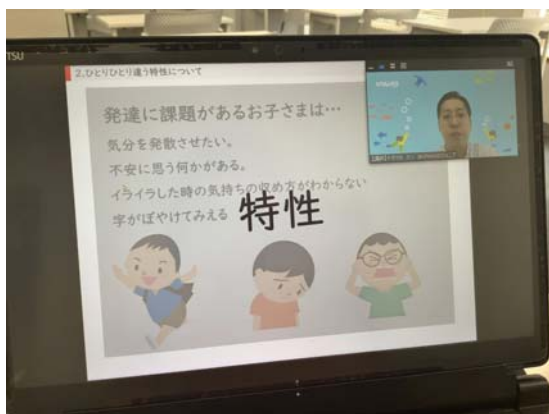 TSU
2.ひとりひとり違う特性について
発達に課題があるお子さまは…
気分を発散させたい。
不安に思う何かがある。
イライラした時の気持ちの収め方がわからない
字がぼやけてみえる
特性